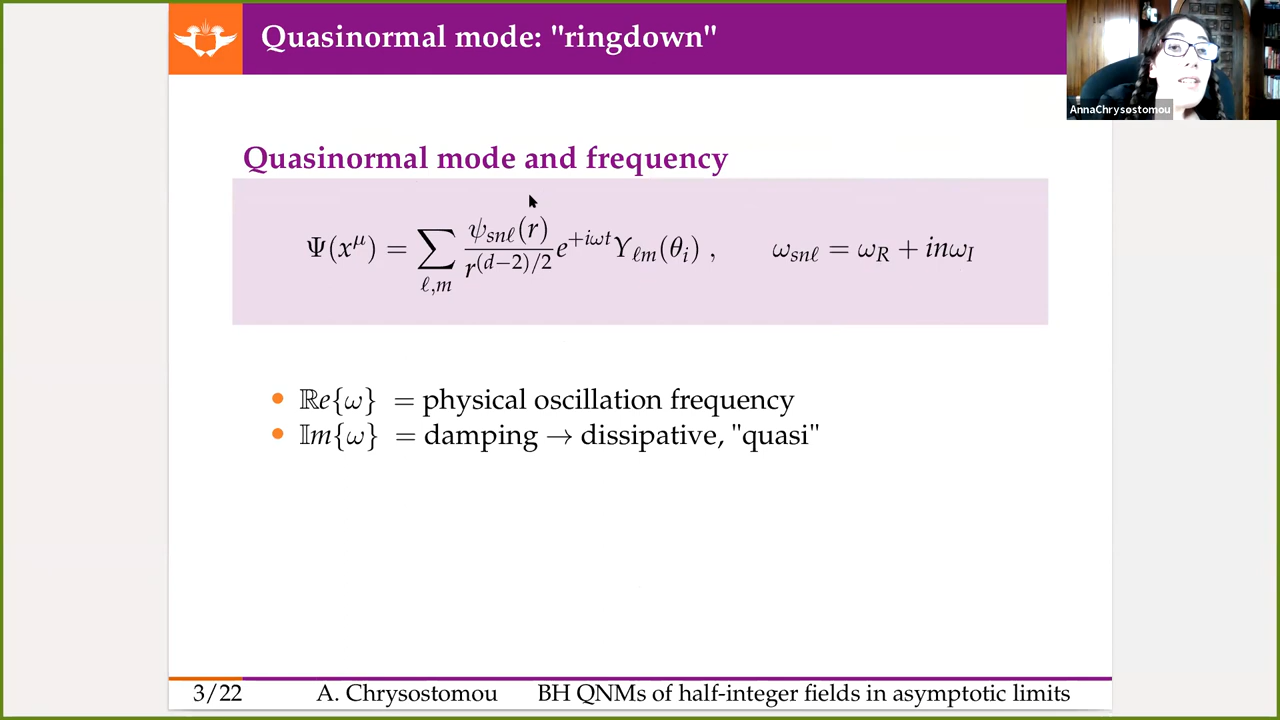 Quasinormal mode: "ringdown"
AnnaChrysostomou
Quasinormal mode and frequency
Ψ(x^μ) = ∑_{ℓ,m} ψ_{snℓ}(r) / r^{(d−2)/2} e^{+iωt} Y_{ℓm}(θ_i) , ω_{snℓ} = ω_R + inω_I
• ℝe{ω} = physical oscillation frequency
• 𝕀m{ω} = damping → dissipative, "quasi"
3/22 A. Chrysostomou BH QNMs of half-integer fields in asymptotic limits